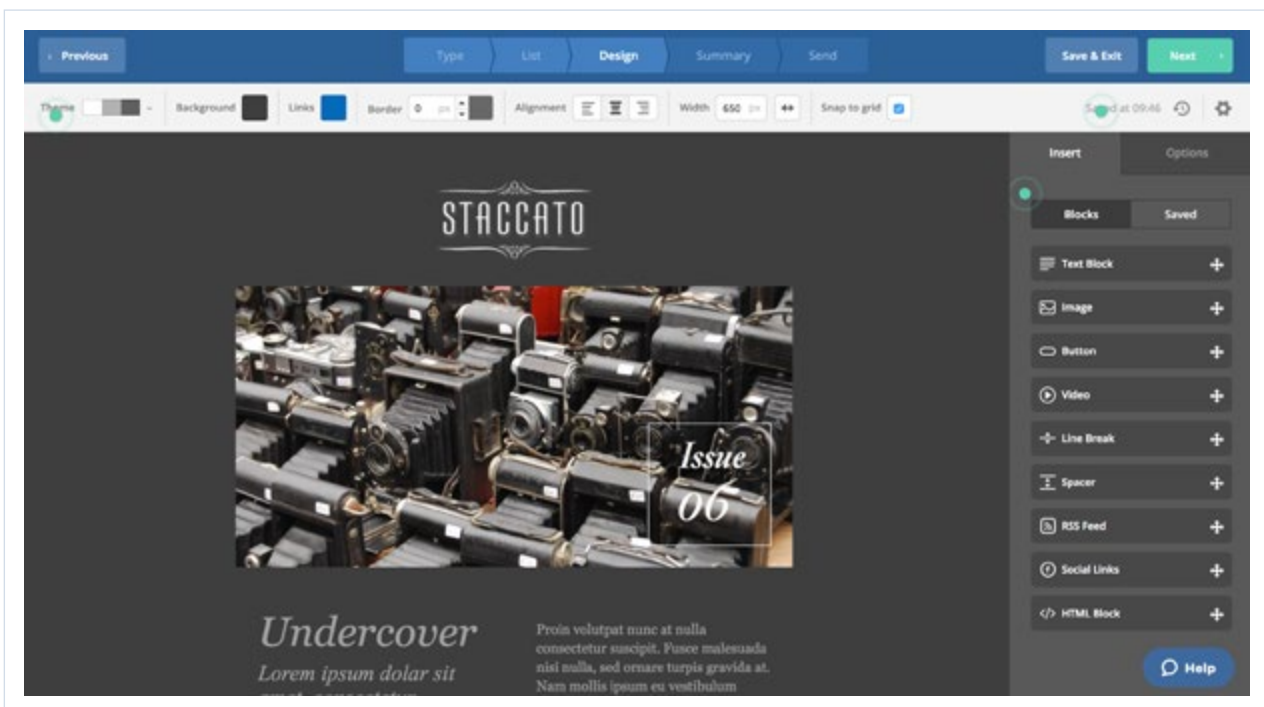 Previous
Type
List
Design
Summary
Send
Save & Exit
Next
Theme
Background
Links
Border 0 px
Alignment
Width 650 px
Snap to grid
Saved at 09:46
Insert
Options
Blocks
Saved
STACCATO
Issue
06
Undercover
Lorem ipsum dolar sit
amet, consectetur
Proin volutpat nunc at nulla
consectetur suscipit. Fusce malesuada
nisi nulla, sed ornare turpis gravida at.
Nam mollis ipsum eu vestibulum
Text Block
Image
Button
Video
Line Break
Spacer
RSS Feed
Social Links
</> HTML Block
Help